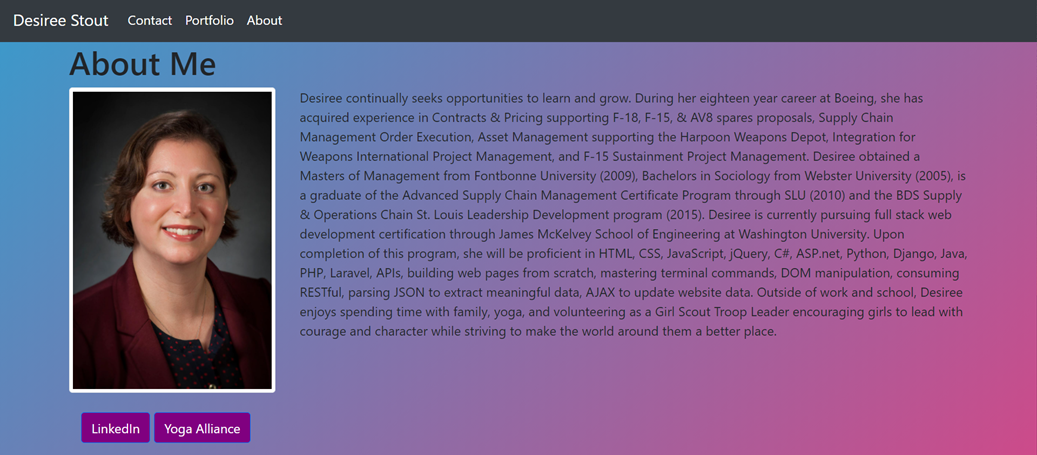 Desiree Stout Contact Portfolio About
About Me
Desiree continually seeks opportunities to learn and grow. During her eighteen year career at Boeing, she has
acquired experience in Contracts & Pricing supporting F-18, F-15, & AV8 spares proposals, Supply Chain
Management Order Execution, Asset Management supporting the Harpoon Weapons Depot, Integration for
Weapons International Project Management, and F-15 Sustainment Project Management. Desiree obtained a
Masters of Management from Fontbonne University (2009), Bachelors in Sociology from Webster University (2005), is
a graduate of the Advanced Supply Chain Management Certificate Program through SLU (2010) and the BDS Supply
& Operations Chain St. Louis Leadership Development program (2015). Desiree is currently pursuing full stack web
development certification through James McKelvey School of Engineering at Washington University. Upon
completion of this program, she will be proficient in HTML, CSS, JavaScript, jQuery, C#, ASP.net, Python, Django, Java,
PHP, Laravel, APIs, building web pages from scratch, mastering terminal commands, DOM manipulation, consuming
RESTful, parsing JSON to extract meaningful data, AJAX to update website data. Outside of work and school, Desiree
enjoys spending time with family, yoga, and volunteering as a Girl Scout Troop Leader encouraging girls to lead with
courage and character while striving to make the world around them a better place.
LinkedIn Yoga Alliance